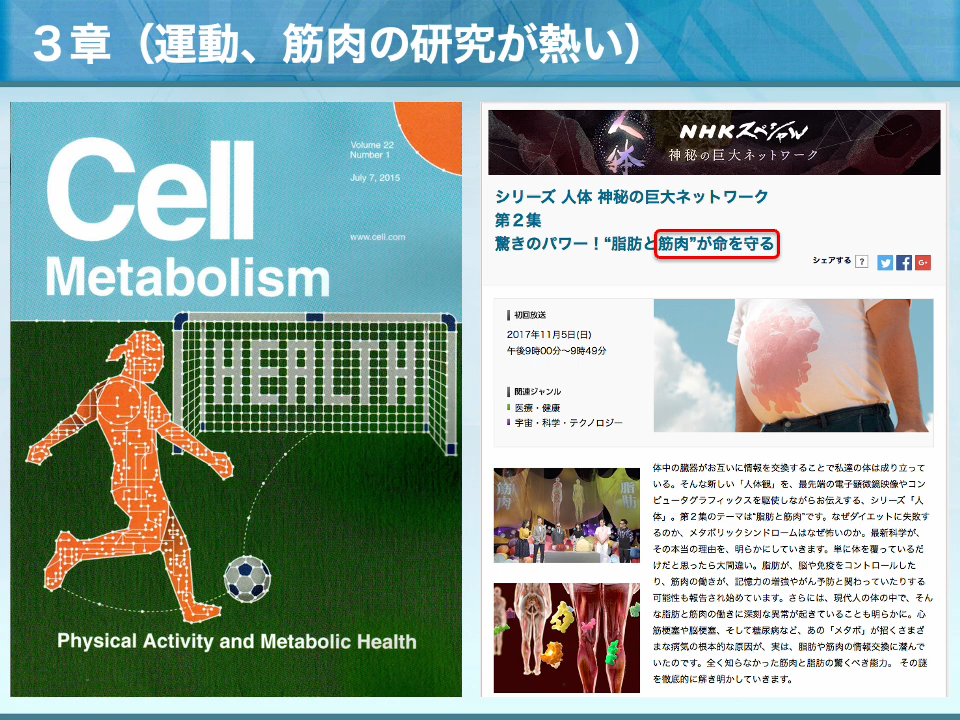 ３章（運動、筋肉の研究が熱い）
Cell
Metabolism
Volume 22
Number 1
July 7, 2015
www.cell.com
HEALTH
Physical Activity and Metabolic Health
人体
NHKスペシャル
神秘の巨大ネットワーク
シリーズ 人体 神秘の巨大ネットワーク
第２集
驚きのパワー！“脂肪と筋肉”が命を守る
シェアする ?
G+
初回放送
2017年11月5日(日)
午後9時00分〜9時49分
関連ジャンル
医療・健康
宇宙・科学・テクノロジー
筋肉
脂肪
体中の臓器がお互いに情報を交換することで私達の体は成り立って
いる。そんな新しい「人体観」を、最先端の電子顕微鏡映像やコン
ピュータグラフィックスを駆使しながらお伝えする、シリーズ「人
体」。第２集のテーマは“脂肪と筋肉”です。なぜダイエットに失敗す
るのか、メタボリックシンドロームはなぜ怖いのか。最新科学が、
その本当の理由を、明らかにしていきます。単に体を覆っているだ
けだと思ったら大間違い。脂肪が、脳や免疫をコントロールした
り、筋肉の働きが、記憶力の増強やがん予防と関わっていたりする
可能性も報告され始めています。さらには、現代人の体の中で、そん
な脂肪と筋肉の働きに深刻な異常が起きていることも明らかに。心
筋梗塞や脳梗塞、そして糖尿病など、あの「メタボ」が招くさまざ
まな病気の根本的な原因が、実は、脂肪や筋肉の情報交換に潜んで
いたのです。全く知らなかった筋肉と脂肪の驚くべき能力。 その謎
を徹底的に解き明かしていきます。